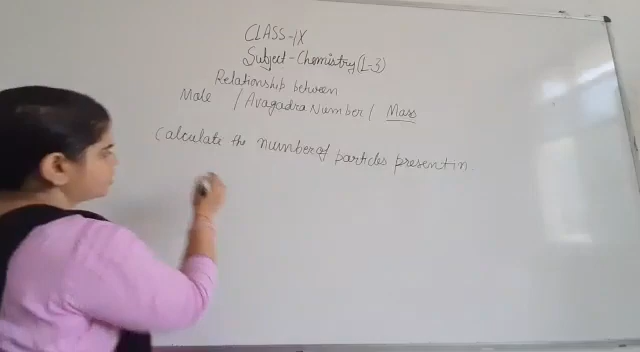 CLASS-IX
Subject-Chemistry(L-3)
Relationship between
Mole / Avagadra Number / Mass
Calculate the number of particles present in.